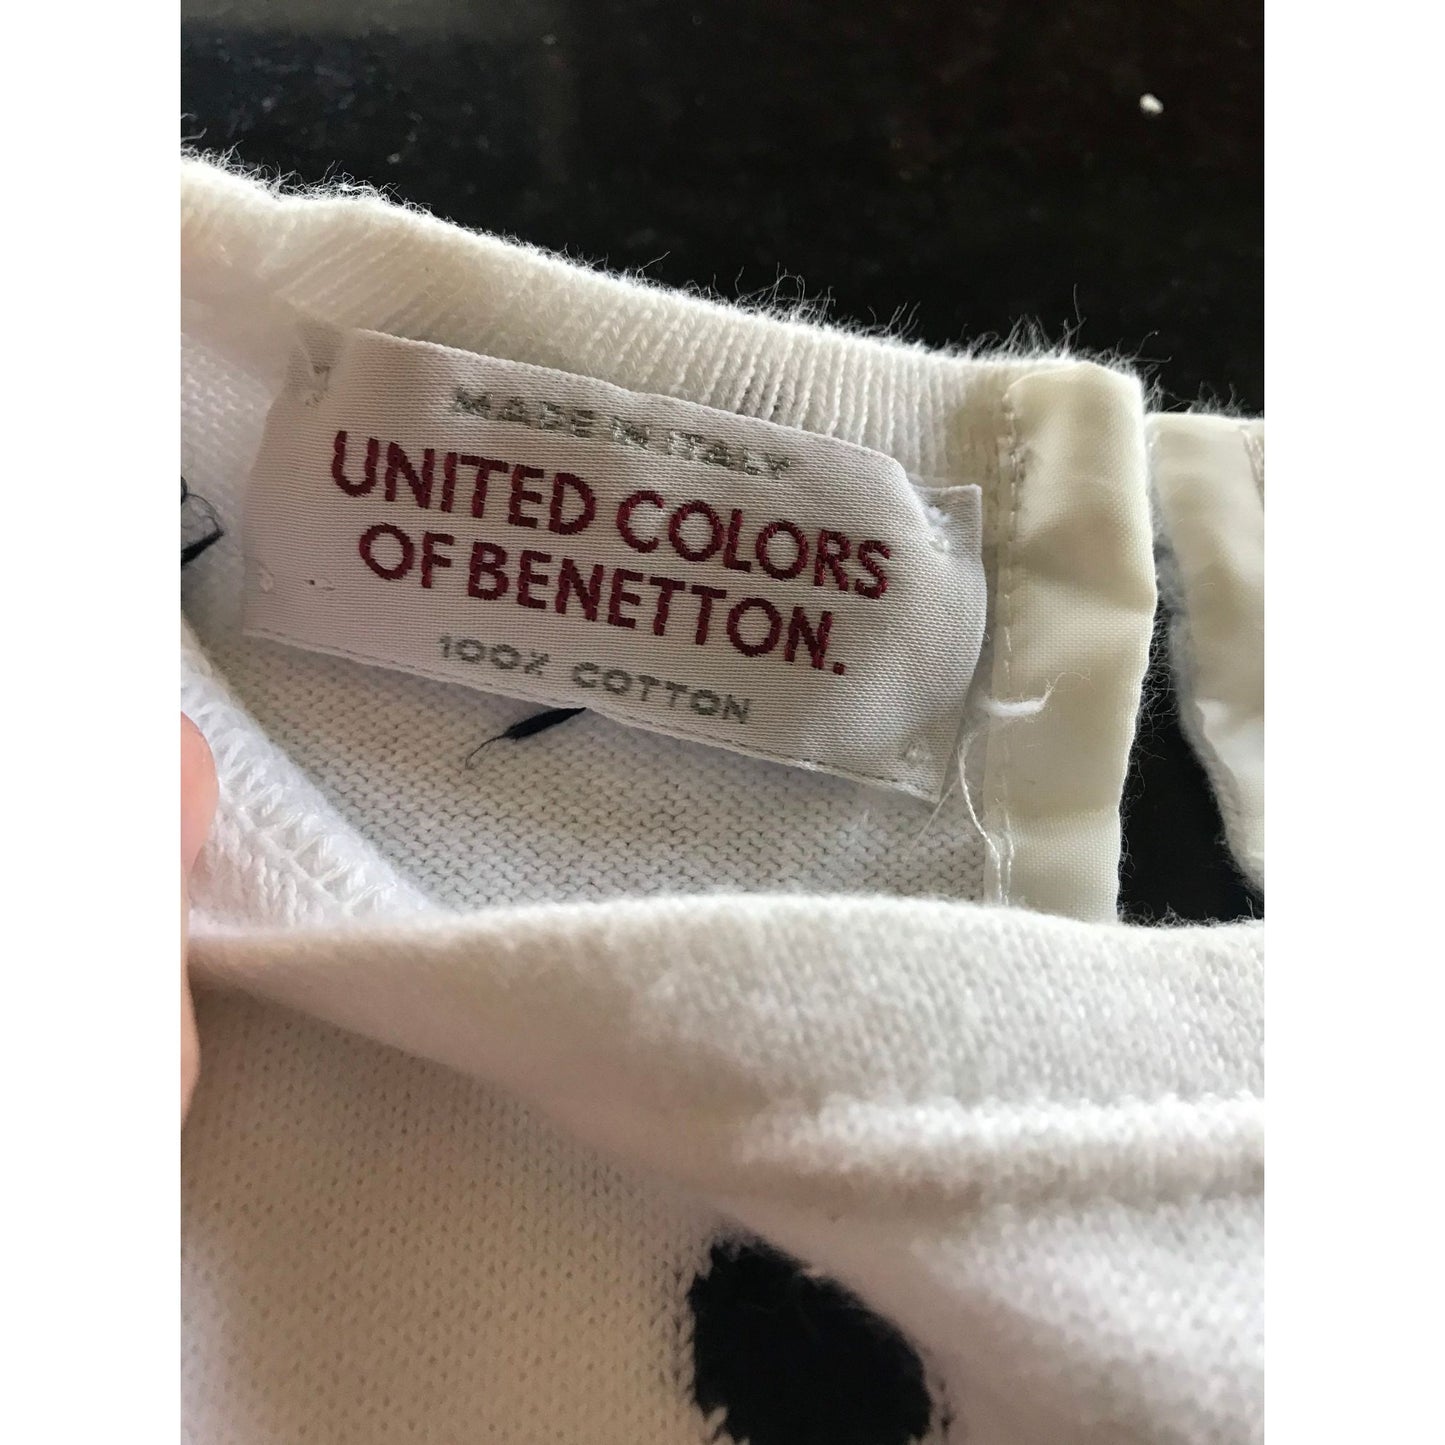 MADE IN ITALY
UNITED COLORS
OF BENETTON.
100% COTTON